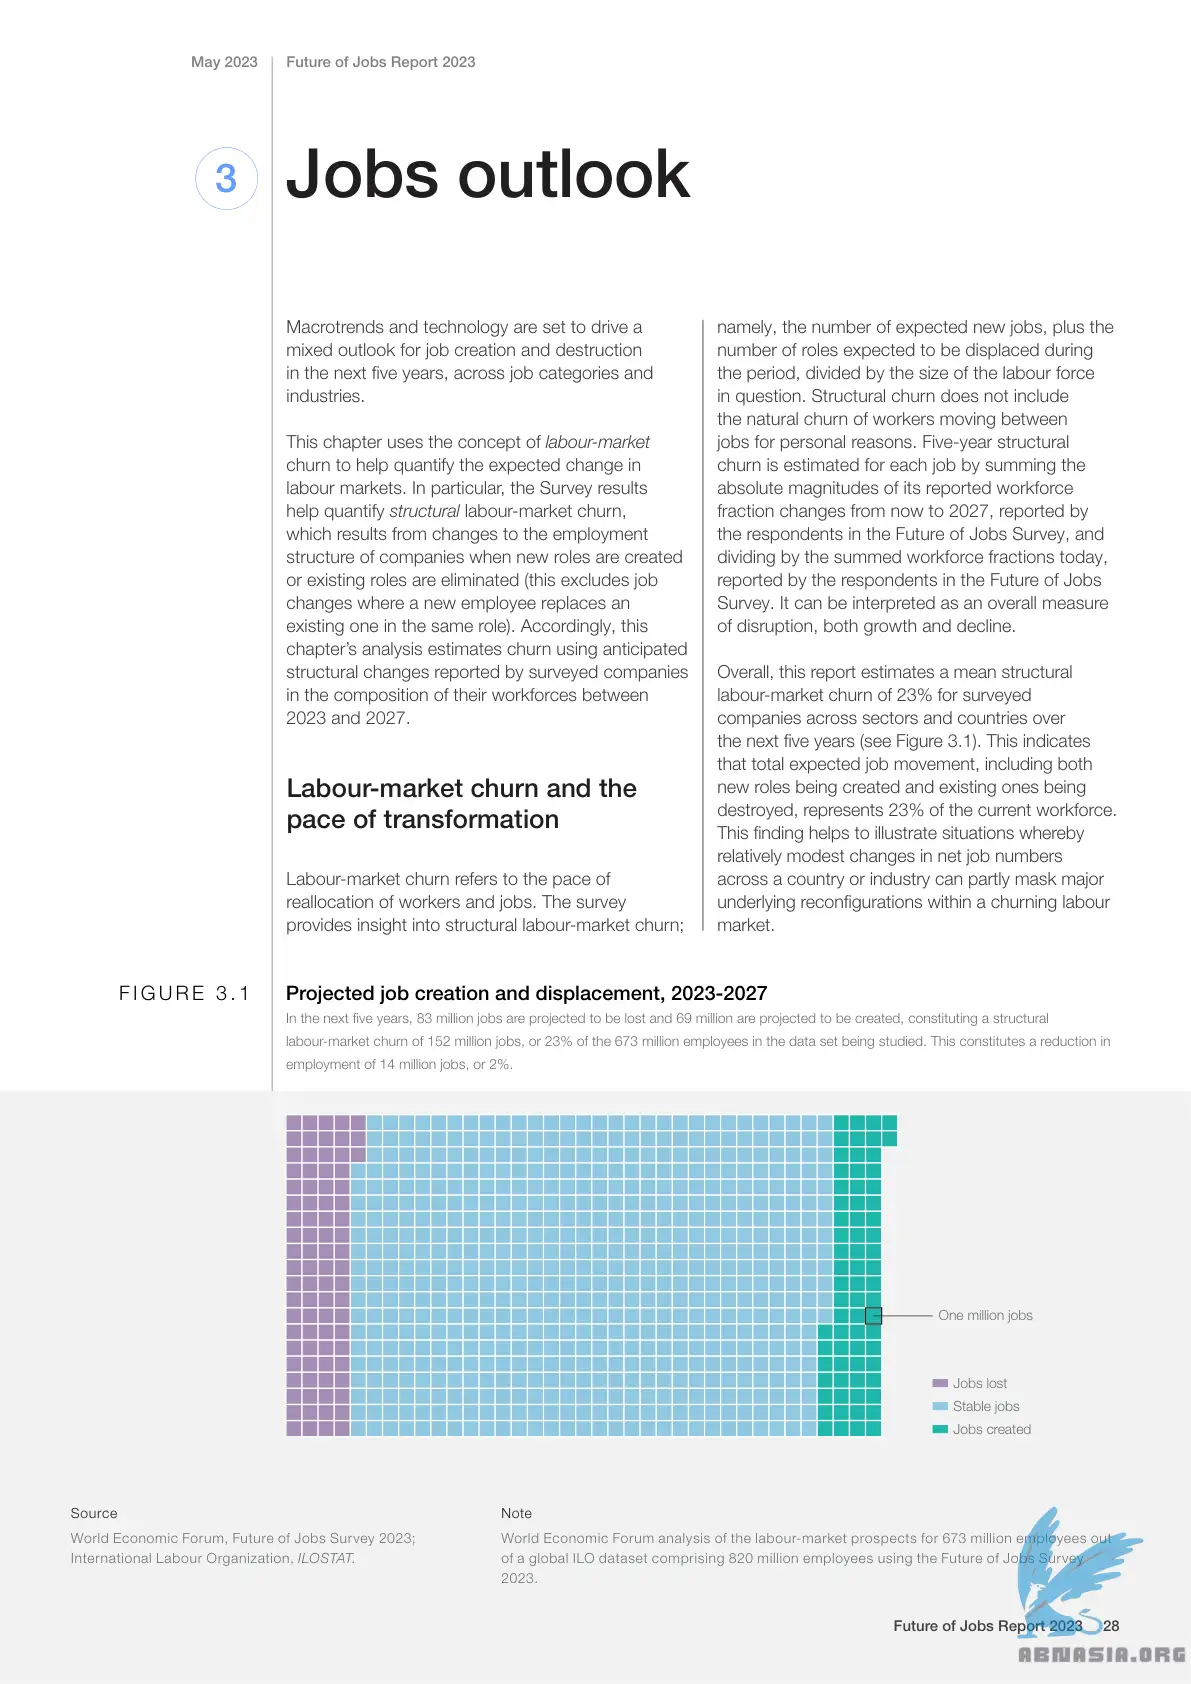 May 2023
Future of Jobs Report 2023
3
Jobs outlook
Macrotrends and technology are set to drive a
mixed outlook for job creation and destruction
in the next five years, across job categories and
industries.
This chapter uses the concept of labour-market
churn to help quantify the expected change in
labour markets. In particular, the Survey results
help quantify structural labour-market churn,
which results from changes to the employment
structure of companies when new roles are created
or existing roles are eliminated (this excludes job
changes where a new employee replaces an
existing one in the same role). Accordingly, this
chapter's analysis estimates churn using anticipated
structural changes reported by surveyed companies
in the composition of their workforces between
2023 and 2027.
Labour-market churn and the
pace of transformation
Labour-market churn refers to the pace of
reallocation of workers and jobs. The survey
provides insight into structural labour-market churn;
namely, the number of expected new jobs, plus the
number of roles expected to be displaced during
the period, divided by the size of the labour force
in question. Structural churn does not include
the natural churn of workers moving between
jobs for personal reasons. Five-year structural
churn is estimated for each job by summing the
absolute magnitudes of its reported workforce
fraction changes from now to 2027, reported by
the respondents in the Future of Jobs Survey, and
dividing by the summed workforce fractions today,
reported by the respondents in the Future of Jobs
Survey. It can be interpreted as an overall measure
of disruption, both growth and decline.
Overall, this report estimates a mean structural
labour-market churn of 23% for surveyed
companies across sectors and countries over
the next five years (see Figure 3.1). This indicates
that total expected job movement, including both
new roles being created and existing ones being
destroyed, represents 23% of the current workforce.
This finding helps to illustrate situations whereby
relatively modest changes in net job numbers
across a country or industry can partly mask major
underlying reconfigurations within a churning labour
market.
FIGURE 3.1
Projected job creation and displacement, 2023-2027
In the next five years, 83 million jobs are projected to be lost and 69 million are projected to be created, constituting a structural
labour-market churn of 152 million jobs, or 23% of the 673 million employees in the data set being studied. This constitutes a reduction in
employment of 14 million jobs, or 2%.
One million jobs
Jobs lost
Stable jobs
Jobs created
Source
World Economic Forum, Future of Jobs Survey 2023;
International Labour Organization, ILOSTAT.
Note
World Economic Forum analysis of the labour-market prospects for 673 million employees out
of a global ILO dataset comprising 820 million employees using the Future of Jobs Survey
2023.
Future of Jobs Report 2023 28
ABNASIA.ORG